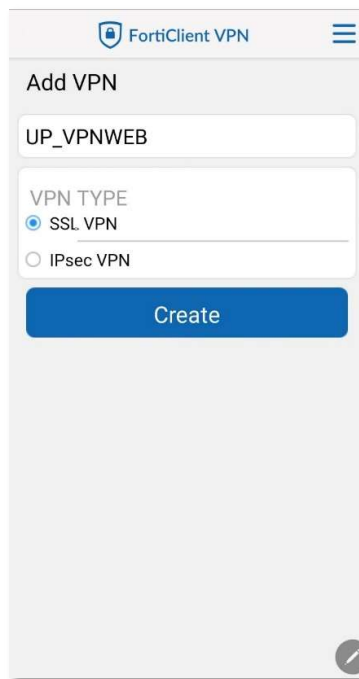 FortiClient VPN
Add VPN
UP_VPNWEB
VPN TYPE
SSL VPN
IPsec VPN
Create